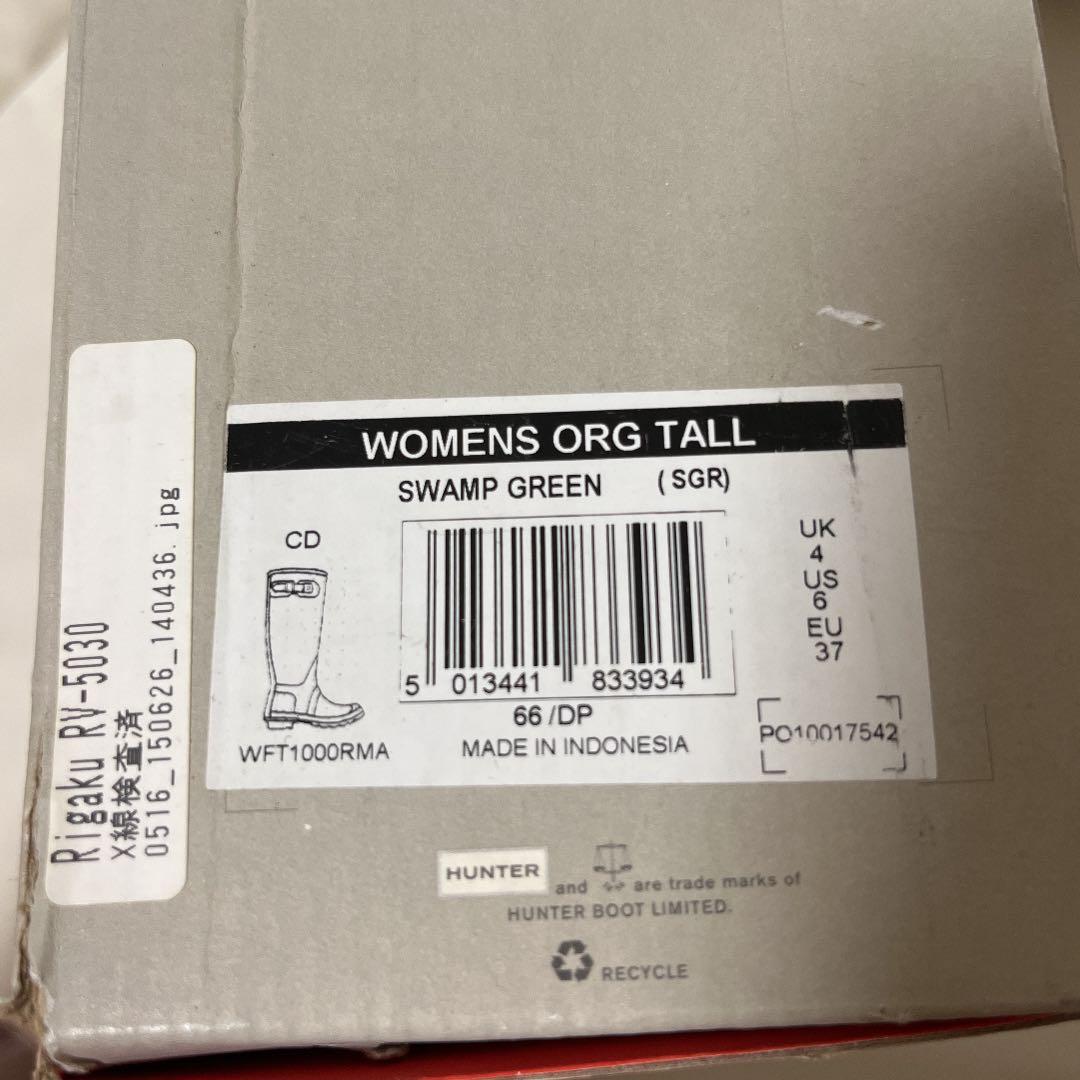 WOMENS ORG TALL
SWAMP GREEN (SGR)
CD
5 013441 833934
66 /DP
MADE IN INDONESIA
WFT1000RMA
UK
4
US
6
EU
37
PO10017542
HUNTER and are trade marks of
HUNTER BOOT LIMITED.
RECYCLE
Rigaku RV-5030
X線検査済
0516_150626_140436.jpg